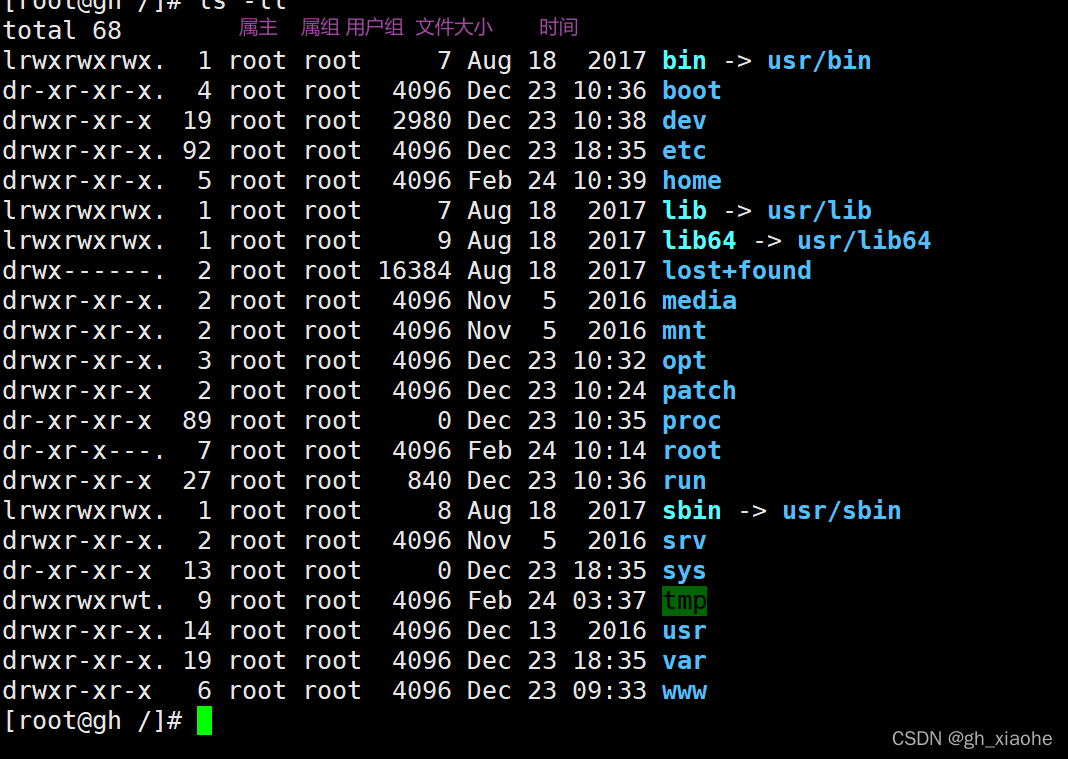 [root@gh /]# ls -ll
total 68 属主 属组 用户组 文件大小 时间
lrwxrwxrwx. 1 root root 7 Aug 18 2017 bin -> usr/bin
dr-xr-xr-x. 4 root root 4096 Dec 23 10:36 boot
drwxr-xr-x 19 root root 2980 Dec 23 10:38 dev
drwxr-xr-x. 92 root root 4096 Dec 23 18:35 etc
drwxr-xr-x. 5 root root 4096 Feb 24 10:39 home
lrwxrwxrwx. 1 root root 7 Aug 18 2017 lib -> usr/lib
lrwxrwxrwx. 1 root root 9 Aug 18 2017 lib64 -> usr/lib64
drwx------. 2 root root 16384 Aug 18 2017 lost+found
drwxr-xr-x. 2 root root 4096 Nov 5 2016 media
drwxr-xr-x. 2 root root 4096 Nov 5 2016 mnt
drwxr-xr-x. 3 root root 4096 Dec 23 10:32 opt
drwxr-xr-x 2 root root 4096 Dec 23 10:24 patch
dr-xr-xr-x 89 root root 0 Dec 23 10:35 proc
dr-xr-x---. 7 root root 4096 Feb 24 10:14 root
drwxr-xr-x 27 root root 840 Dec 23 10:36 run
lrwxrwxrwx. 1 root root 8 Aug 18 2017 sbin -> usr/sbin
drwxr-xr-x. 2 root root 4096 Nov 5 2016 srv
dr-xr-xr-x 13 root root 0 Dec 23 18:35 sys
drwxrwxrwt. 9 root root 4096 Feb 24 03:37 tmp
drwxr-xr-x. 14 root root 4096 Dec 13 2016 usr
drwxr-xr-x. 19 root root 4096 Dec 23 18:35 var
drwxr-xr-x 6 root root 4096 Dec 23 09:33 www
[root@gh /]#
CSDN @gh_xiaohe